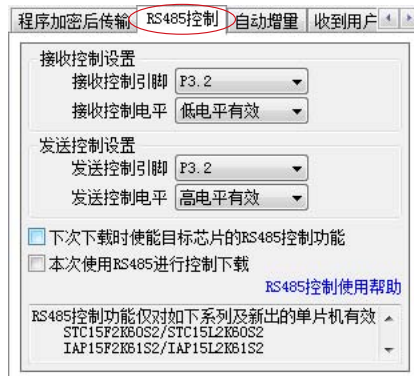 程序加密后传输 RS485控制 自动增量 收到用户
接收控制设置
接收控制引脚 P3.2
接收控制电平 低电平有效
发送控制设置
发送控制引脚 P3.2
发送控制电平 高电平有效
下次下载时使能目标芯片的RS485控制功能
本次使用RS485进行控制下载
RS485控制使用帮助
RS485控制功能仅对如下系列及新出的单片机有效
STC15F2K60S2/STC15L2K60S2
IAP15F2K61S2/IAP15L2K61S2